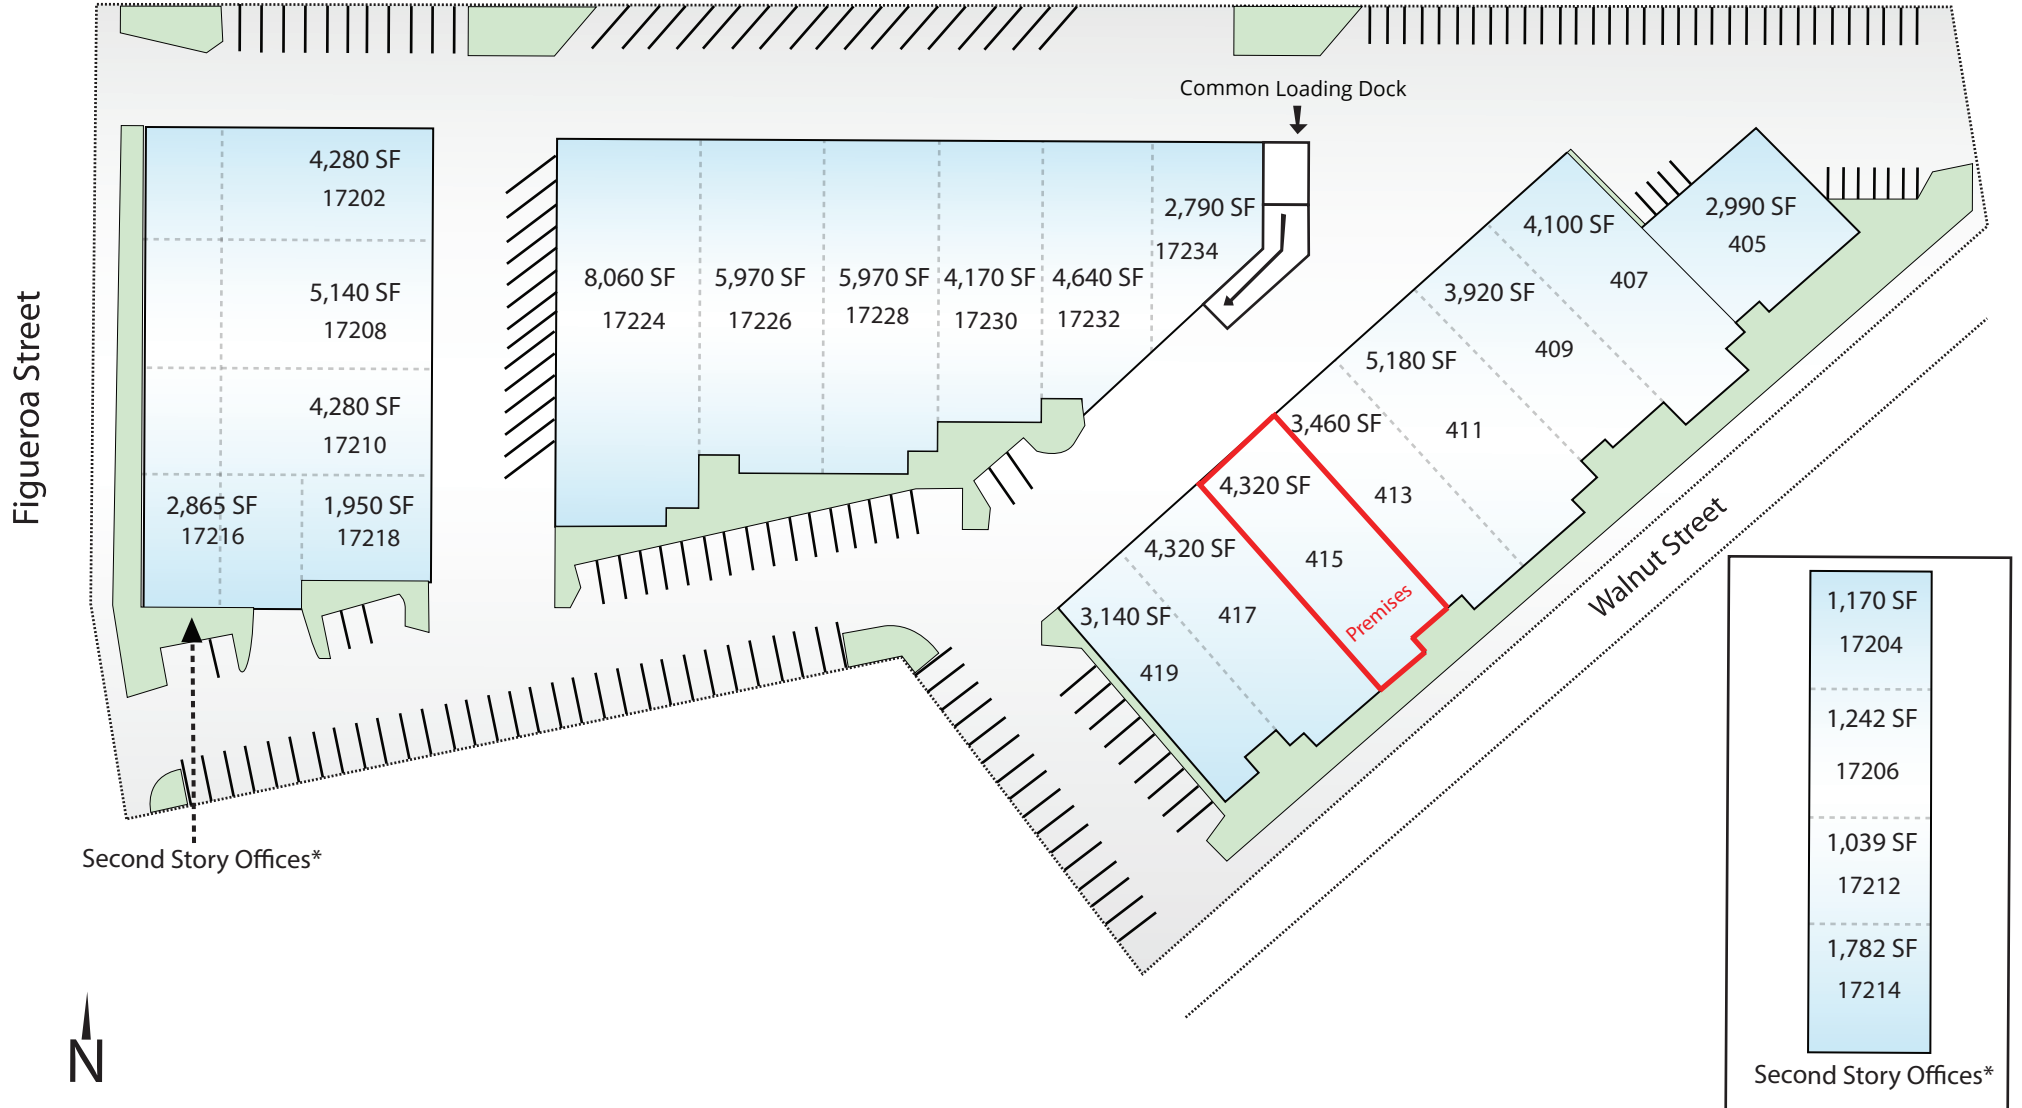 Common Loading Dock
Figueroa Street
4,280 SF
17202
5,140 SF
17208
4,280 SF
17210
2,865 SF
17216
1,950 SF
17218
8,060 SF
17224
5,970 SF
17226
5,970 SF
17228
4,170 SF
17230
4,640 SF
17232
2,790 SF
17234
2,990 SF
405
4,100 SF
407
3,920 SF
409
5,180 SF
411
3,460 SF
413
4,320 SF
415
Premises
4,320 SF
417
3,140 SF
419
Walnut Street
Second Story Offices*
N
1,170 SF
17204
1,242 SF
17206
1,039 SF
17212
1,782 SF
17214
Second Story Offices*